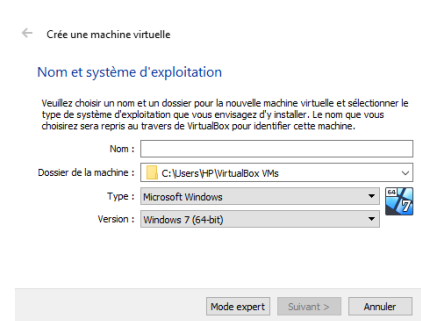 Crée une machine virtuelle
Nom et système d'exploitation
Veuillez choisir un nom et un dossier pour la nouvelle machine virtuelle et sélectionner le
type de système d'exploitation que vous envisagez d'y installer. Le nom que vous
choisirez sera repris au travers de VirtualBox pour identifier cette machine.
Nom :
Dossier de la machine : C:\Users\HP\VirtualBox VMs
Type : Microsoft Windows
64
7
Version : Windows 7 (64-bit)
Mode expert Suivant > Annuler